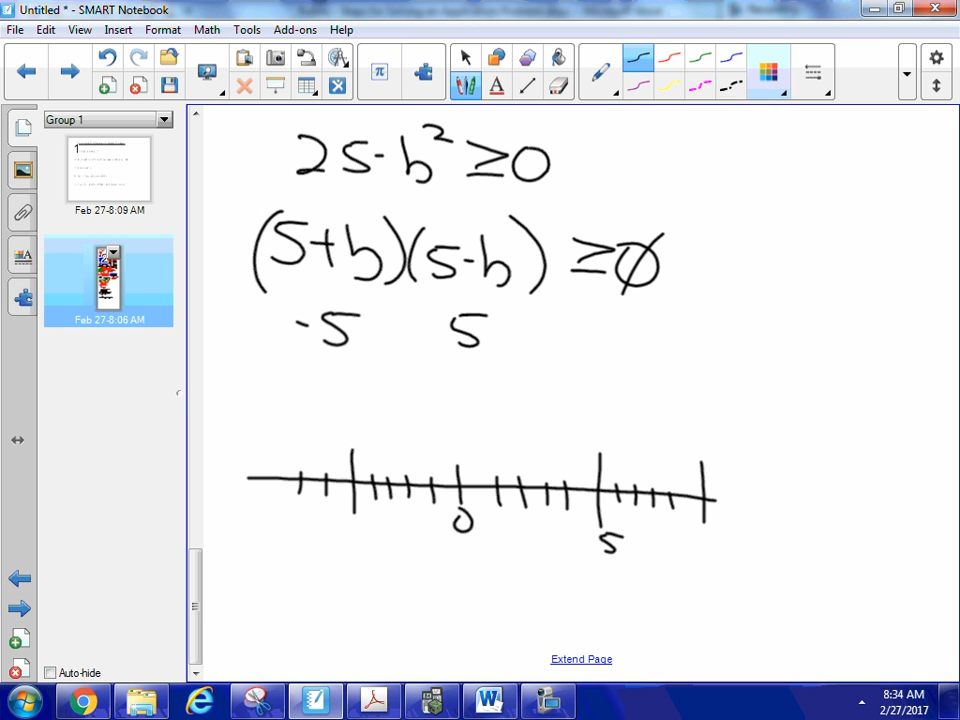 Untitled * - SMART Notebook
File Edit View Insert Format Math Tools Add-ons Help
Group 1
1
Feb 27-8:09 AM
Feb 27-8:06 AM
25-b²≥0
(5+b)(5-b) ≥0
-5 5
0
5
Extend Page
Auto-hide
8:34 AM
2/27/2017